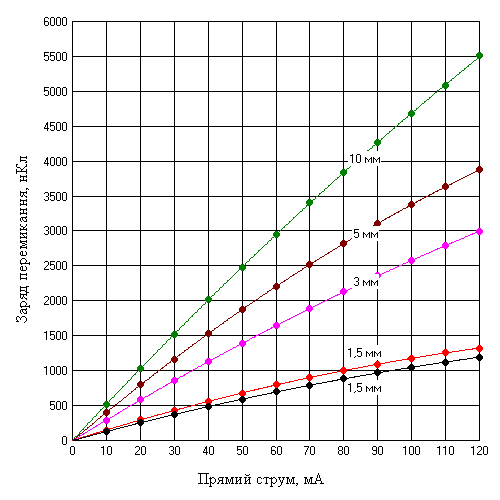 6000
5500
5000
4500
4000
3500
3000
2500
2000
1500
1000
500
0
Заряд перемикання, нКл
10 мм
5 мм
3 мм
1,5 мм
1,5 мм
0 10 20 30 40 50 60 70 80 90 100 110 120
Прямий струм, мА